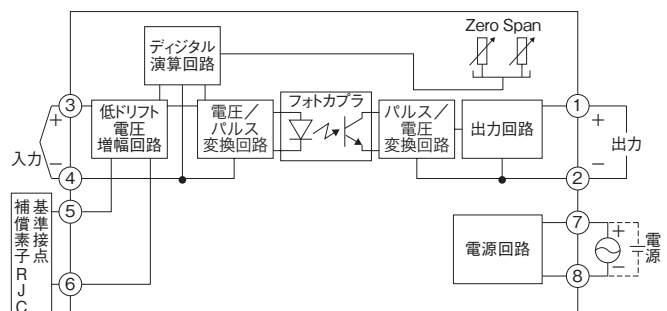 Zero Span
ディジタル
演算回路
③
+
入力
−
④
低ドリフト
電圧
増幅回路
電圧／
パルス
変換回路
フォトカプラ
パルス／
電圧
変換回路
出力回路
①
+
出力
−
②
⑤
⑥
基準接点
補償素子RJC
電源回路
⑦
+
−
⑧
電源